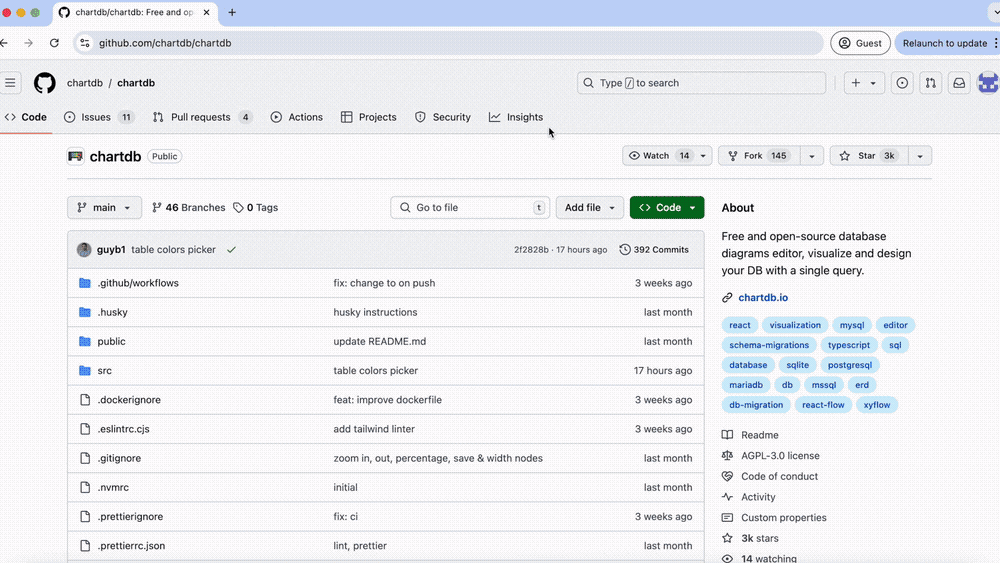 chartdb/chartdb: Free and op
github.com/chartdb/chartdb
Guest
Relaunch to update
chartdb / chartdb
Type / to search
Code
Issues 11
Pull requests 4
Actions
Projects
Security
Insights
chartdb Public
Watch 14
Fork 145
Star 3k
main
46 Branches
0 Tags
Go to file t
Add file
Code
guyb1 table colors picker 2f2828b · 17 hours ago 392 Commits
.github/workflows fix: change to on push 3 weeks ago
.husky husky instructions last month
public update README.md last month
src table colors picker 17 hours ago
.dockerignore feat: improve dockerfile 3 weeks ago
.eslintrc.cjs add tailwind linter 3 weeks ago
.gitignore zoom in, out, percentage, save & width nodes last month
.nvmrc initial last month
.prettierignore fix: ci 3 weeks ago
.prettierrc.json lint, prettier last month
About
Free and open-source database
diagrams editor, visualize and design
your DB with a single query.
chartdb.io
react visualization mysql editor
schema-migrations typescript sql
database sqlite postgresql
mariadb db mssql erd
db-migration react-flow xyflow
Readme
AGPL-3.0 license
Code of conduct
Activity
Custom properties
3k stars
14 watching